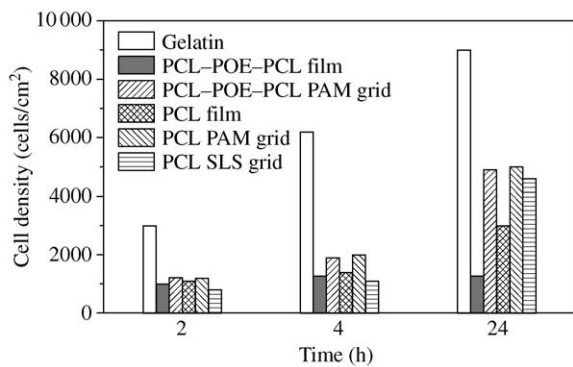 10 000
8000
6000
4000
2000
0
Cell density (cells/cm²)
Gelatin
PCL–POE–PCL film
PCL–POE–PCL PAM grid
PCL film
PCL PAM grid
PCL SLS grid
2 4 24
Time (h)